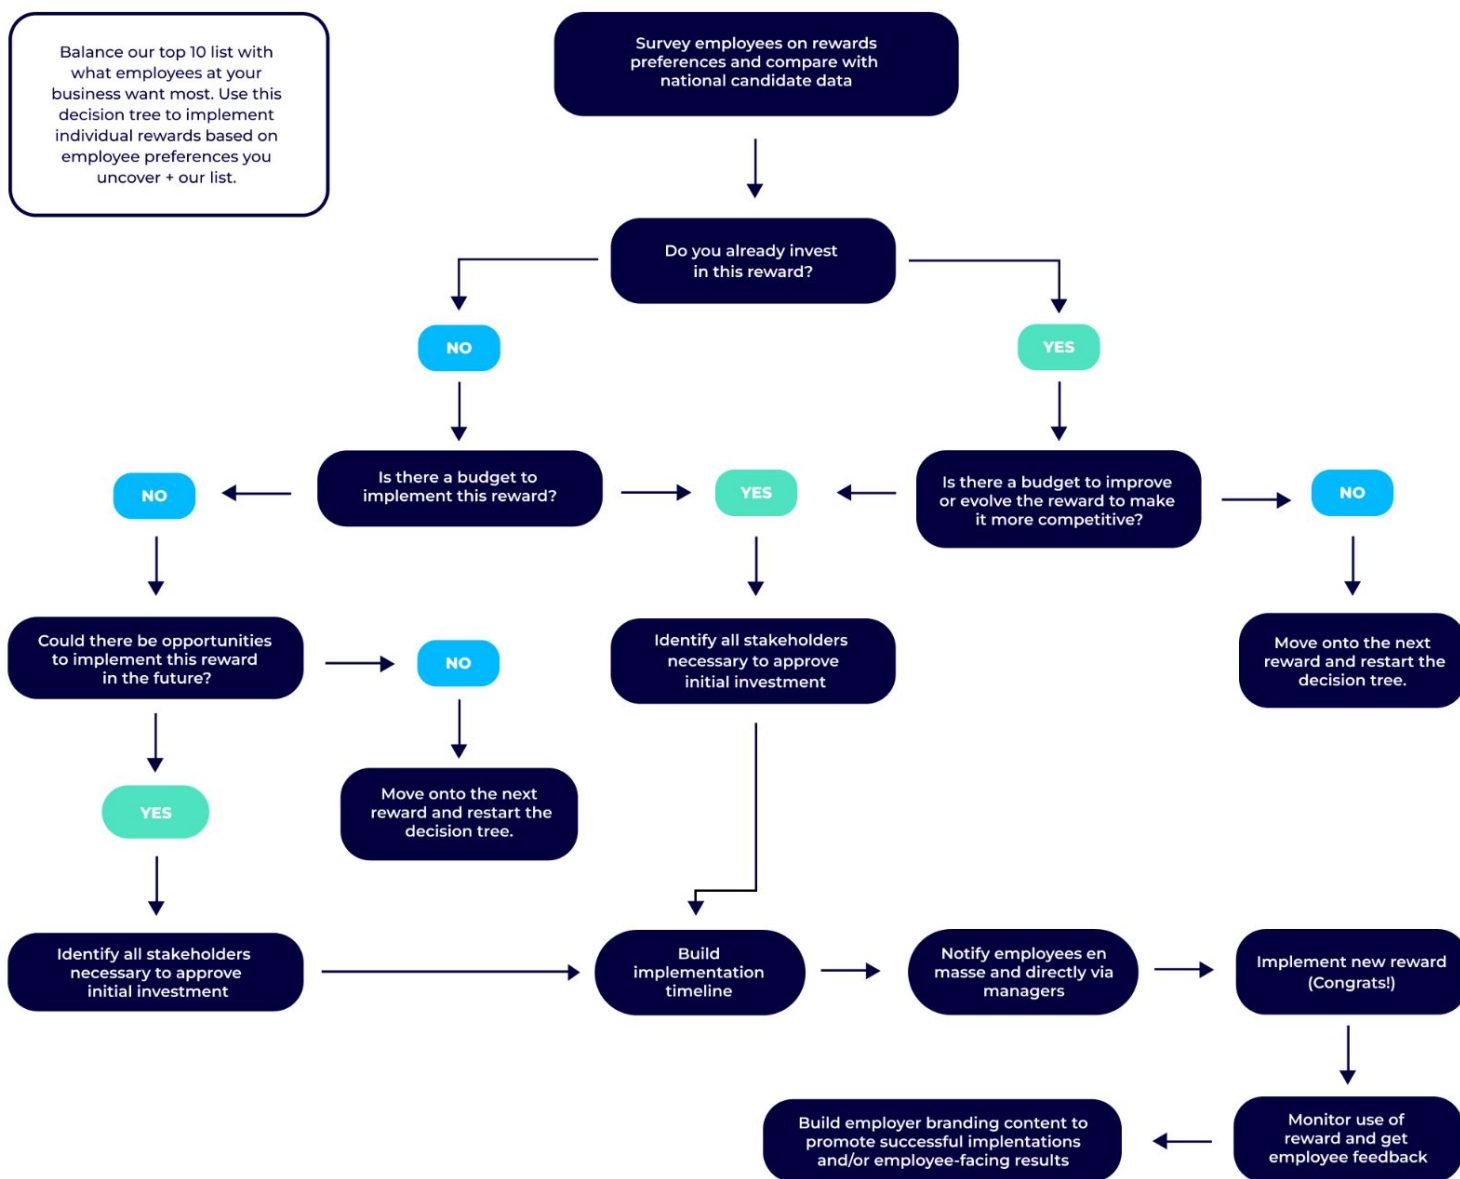 Balance our top 10 list with
what employees at your
business want most. Use this
decision tree to implement
individual rewards based on
employee preferences you
uncover + our list.
Survey employees on rewards
preferences and compare with
national candidate data
Do you already invest
in this reward?
NO
YES
Is there a budget to
implement this reward?
NO
YES
Is there a budget to improve
or evolve the reward to make
it more competitive?
NO
Could there be opportunities
to implement this reward
in the future?
NO
Identify all stakeholders
necessary to approve
initial investment
Move onto the next
reward and restart the
decision tree.
YES
Move onto the next
reward and restart the
decision tree.
Identify all stakeholders
necessary to approve
initial investment
Build
implementation
timeline
Notify employees en
masse and directly via
managers
Implement new reward
(Congrats!)
Build employer branding content to
promote successful implentations
and/or employee-facing results
Monitor use of
reward and get
employee feedback